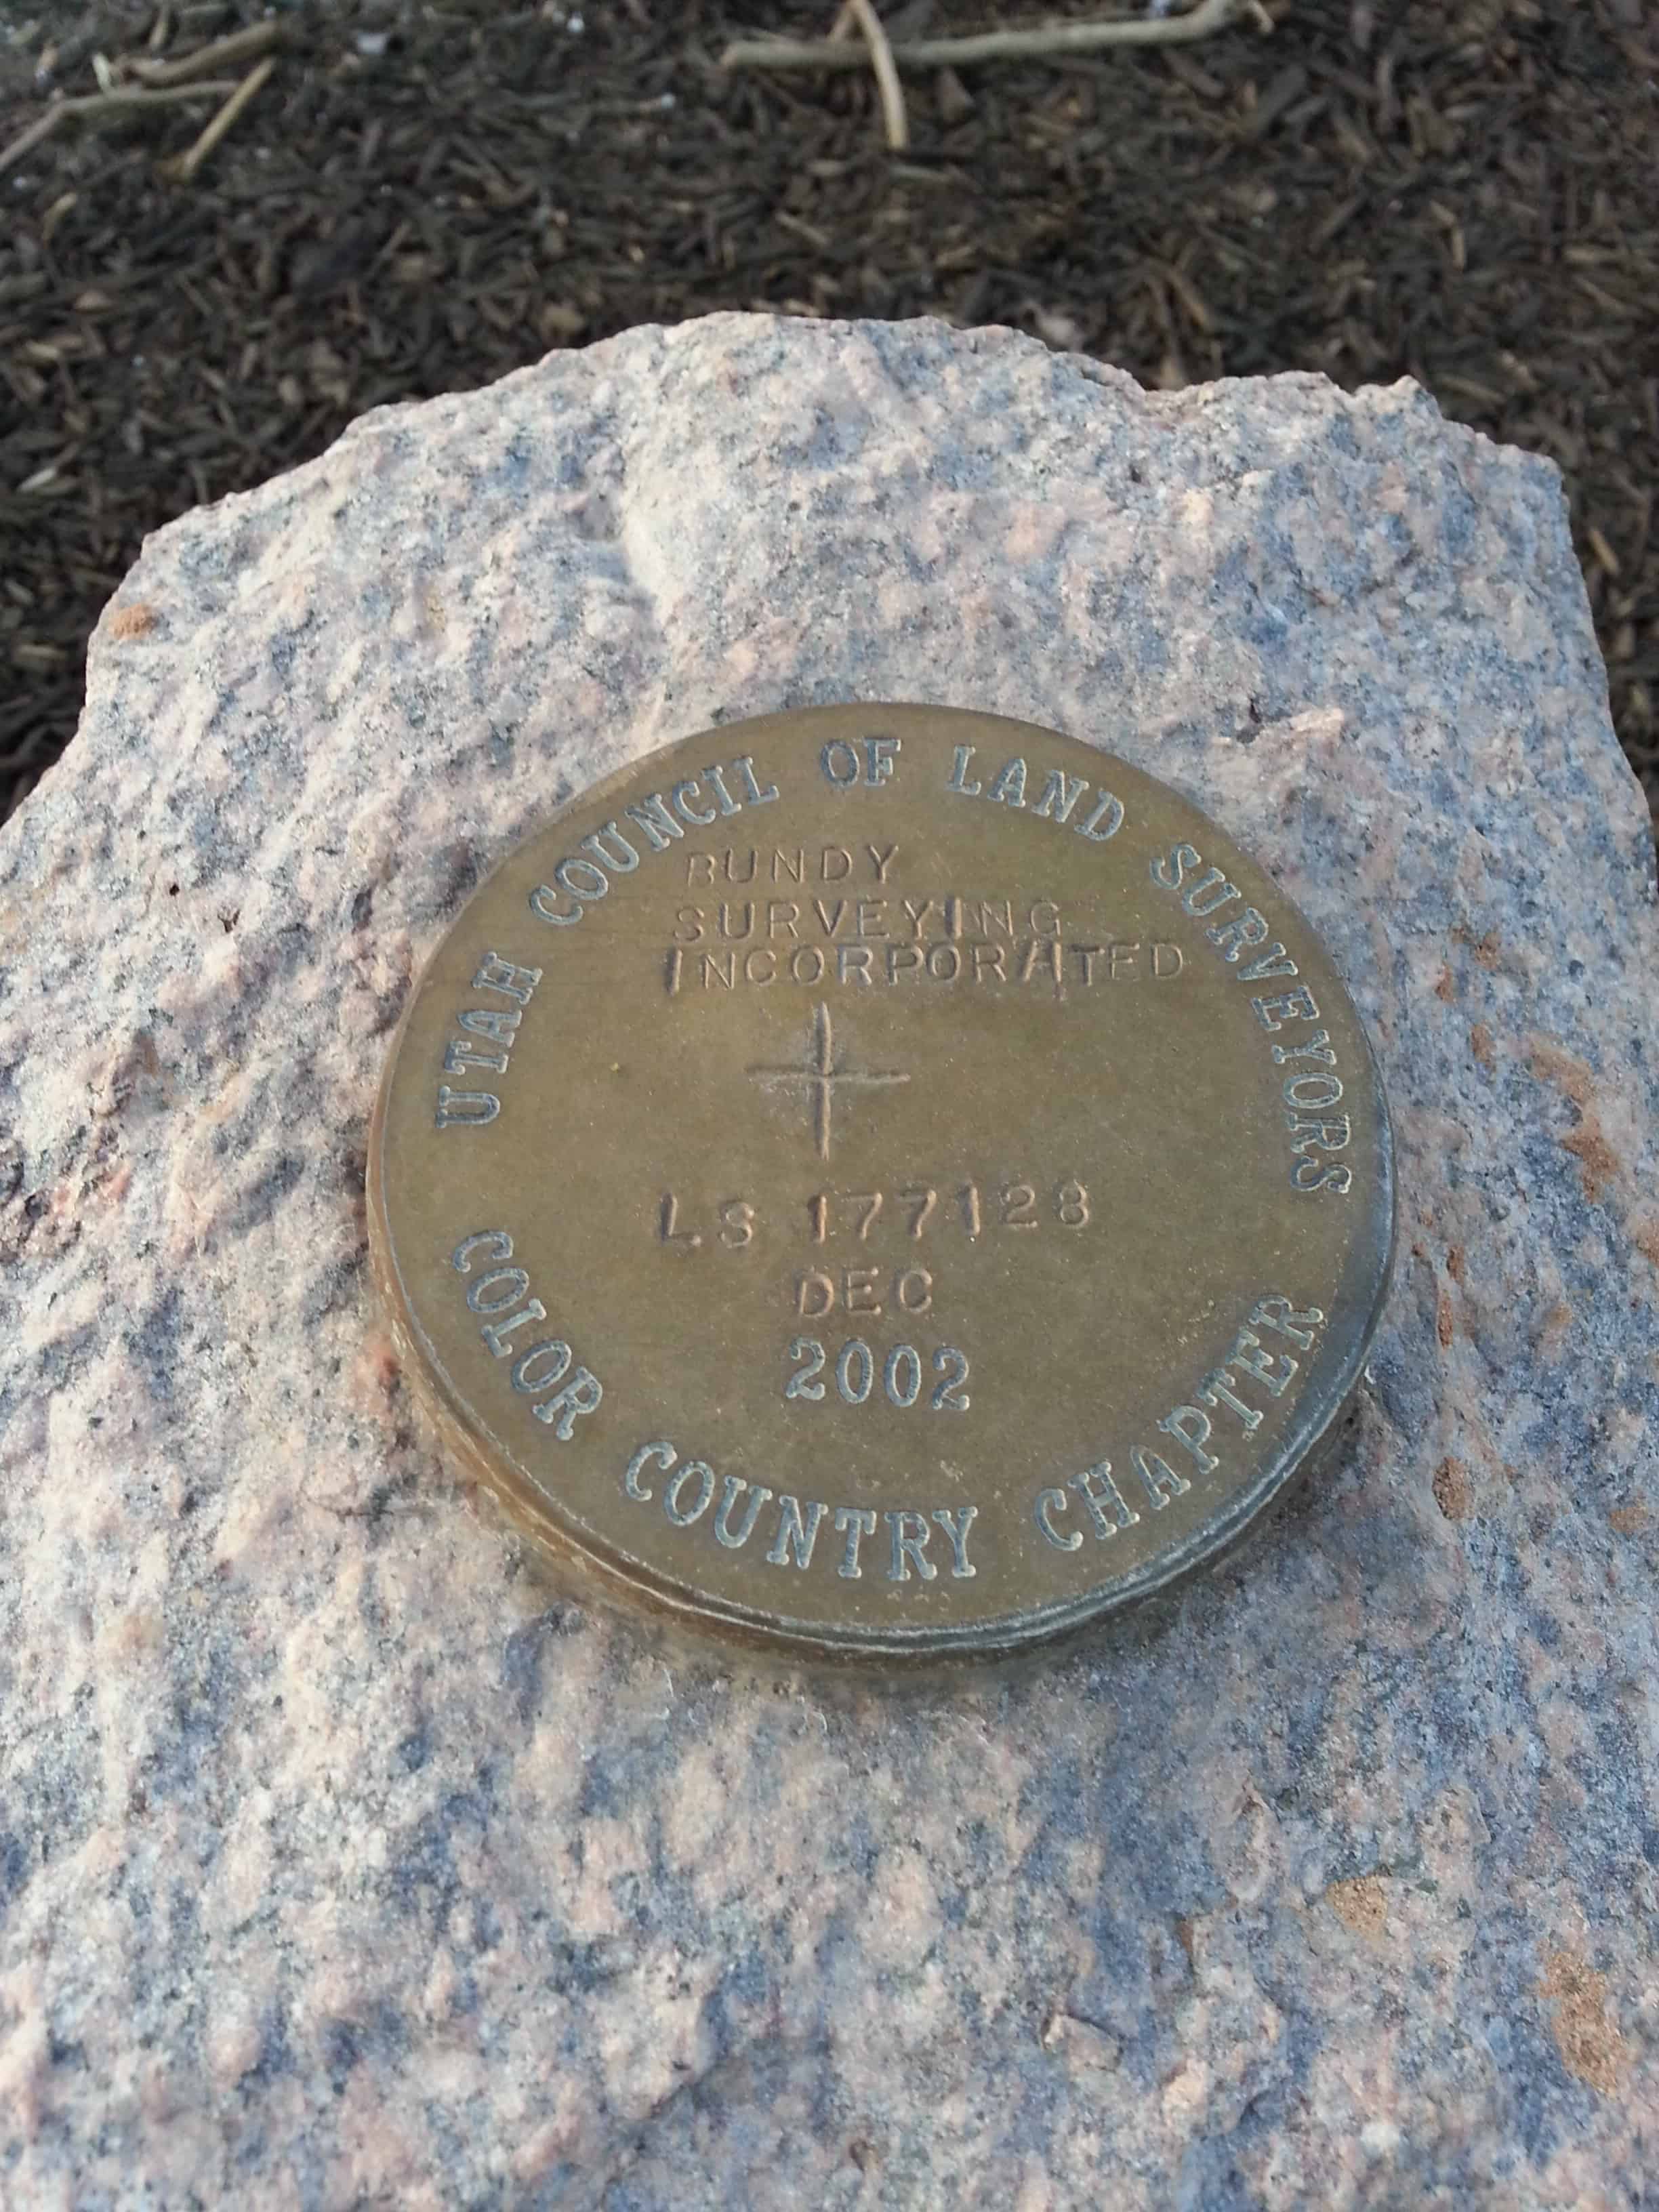 UTAH COUNCIL OF LAND SURVEYORS
BUNDY
SURVEYING
INCORPORATED
LS 177128
DEC
2002
COLOR COUNTRY CHAPTER